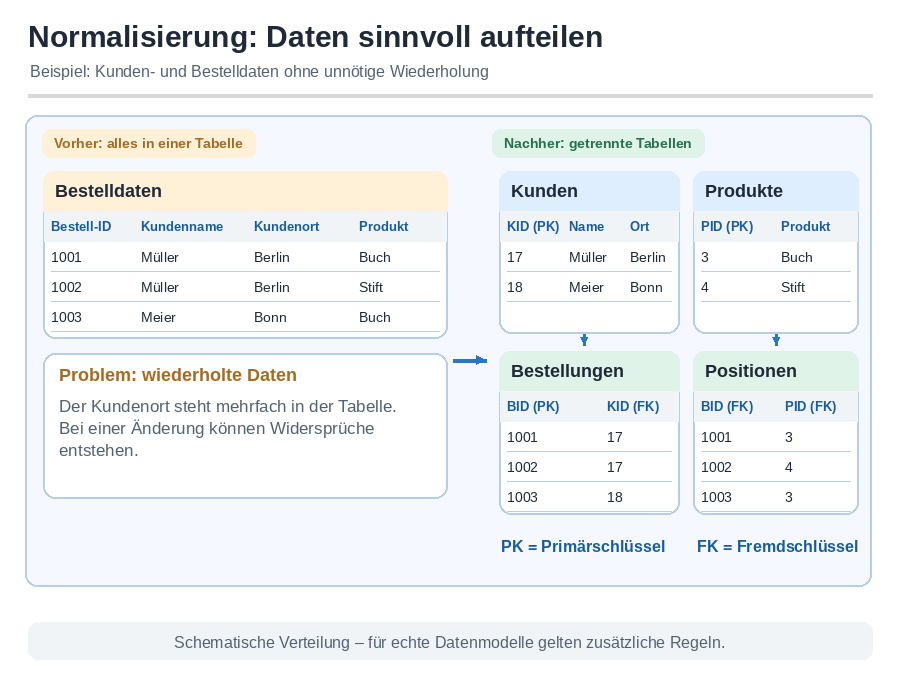 Normalisierung: Daten sinnvoll aufteilen
Beispiel: Kunden- und Bestelldaten ohne unnötige Wiederholung
Vorher: alles in einer Tabelle
Bestelldaten
Bestell-ID Kundenname Kundenort Produkt
1001 Müller Berlin Buch
1002 Müller Berlin Stift
1003 Meier Bonn Buch
Problem: wiederholte Daten
Der Kundenort steht mehrfach in der Tabelle.
Bei einer Änderung können Widersprüche
entstehen.
Nachher: getrennte Tabellen
Kunden
KID (PK) Name Ort
17 Müller Berlin
18 Meier Bonn
Produkte
PID (PK) Produkt
3 Buch
4 Stift
Bestellungen
BID (PK) KID (FK)
1001 17
1002 17
1003 18
Positionen
BID (FK) PID (FK)
1001 3
1002 4
1003 3
PK = Primärschlüssel
FK = Fremdschlüssel
Schematische Verteilung – für echte Datenmodelle gelten zusätzliche Regeln.